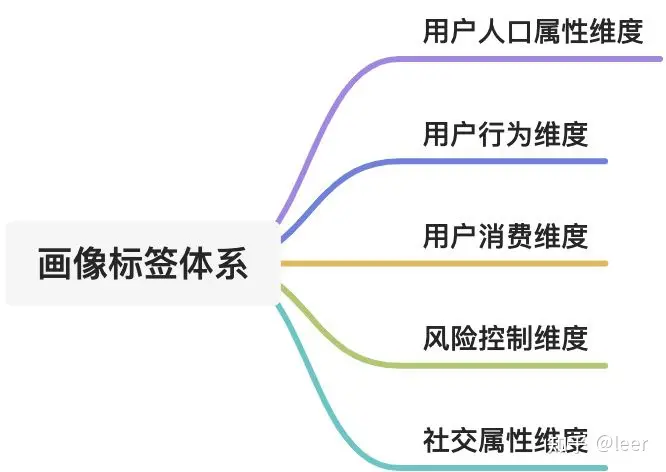 用户人口属性维度
用户行为维度
用户消费维度
画像标签体系
风险控制维度
社交属性维度
知乎 @leer